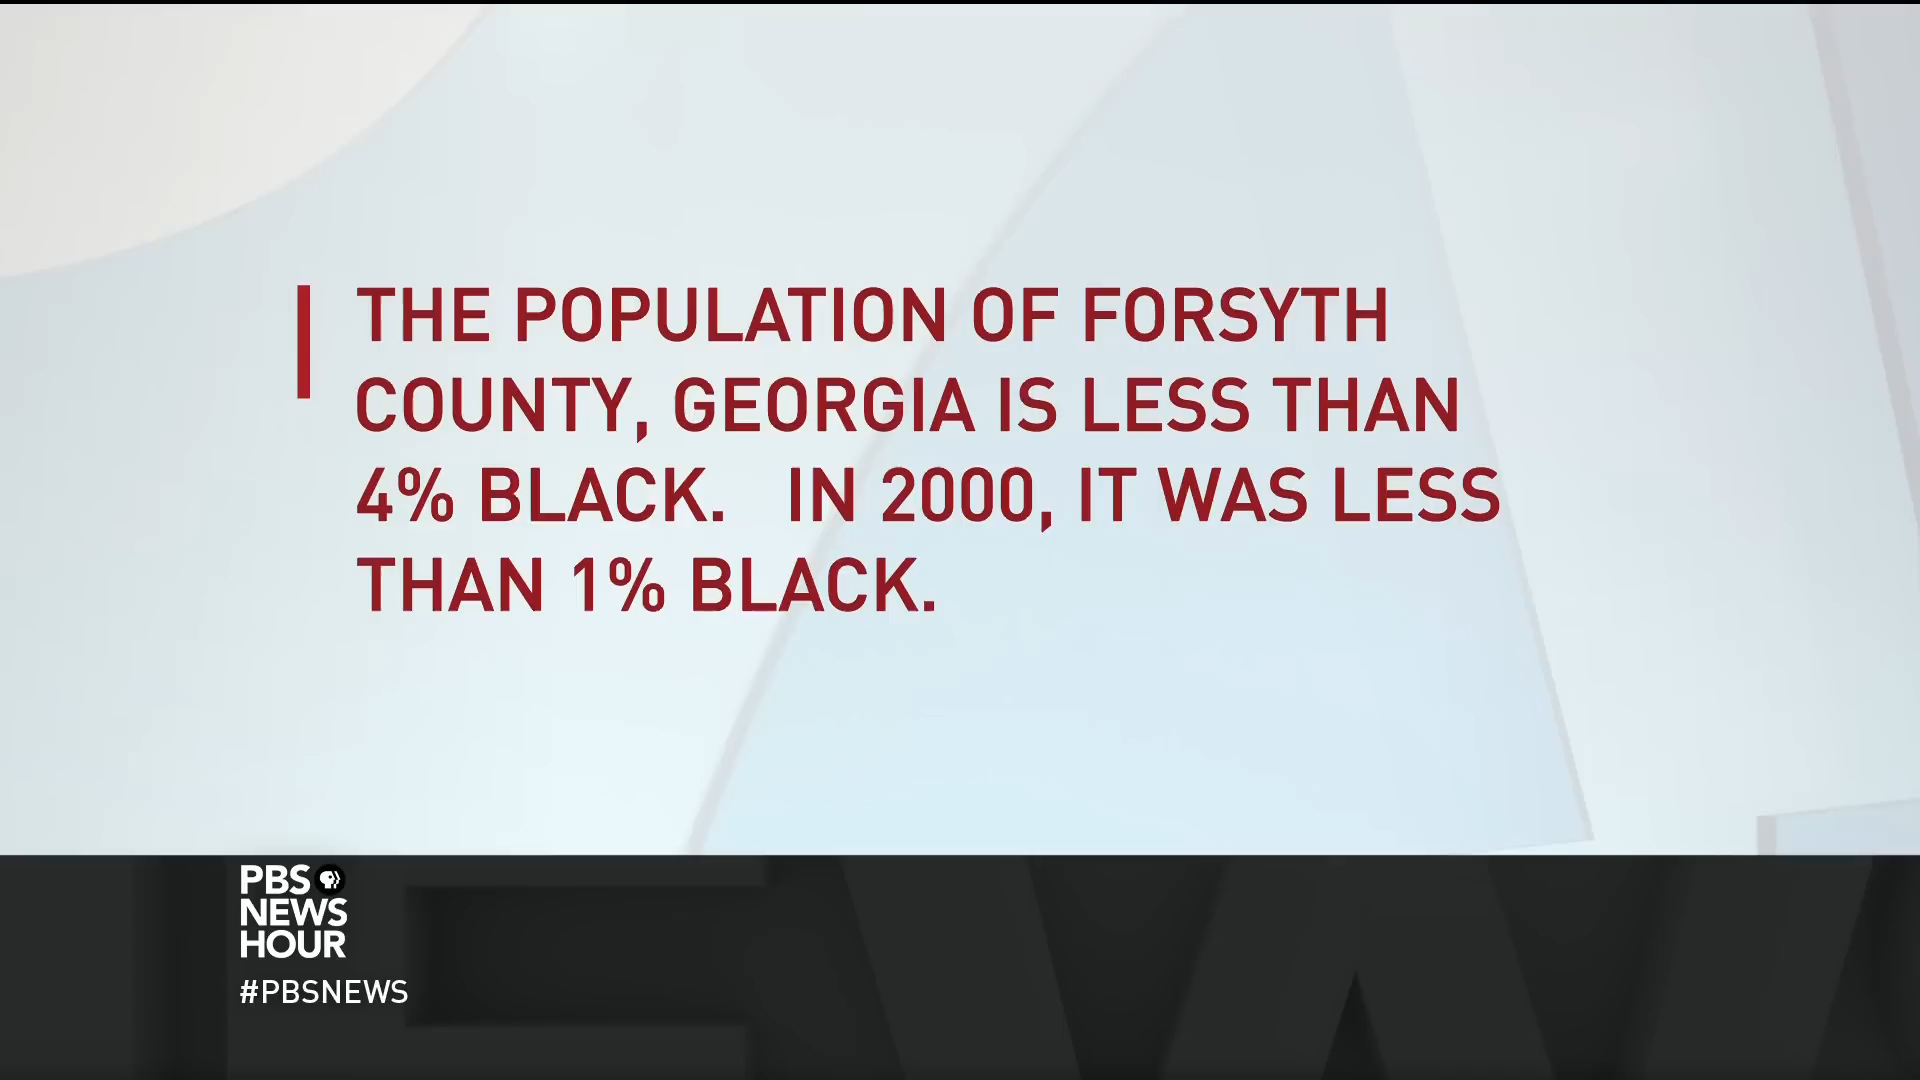 THE POPULATION OF FORSYTH
COUNTY, GEORGIA IS LESS THAN
4% BLACK. IN 2000, IT WAS LESS
THAN 1% BLACK.
PBS
NEWS
HOUR
#PBSNEWS